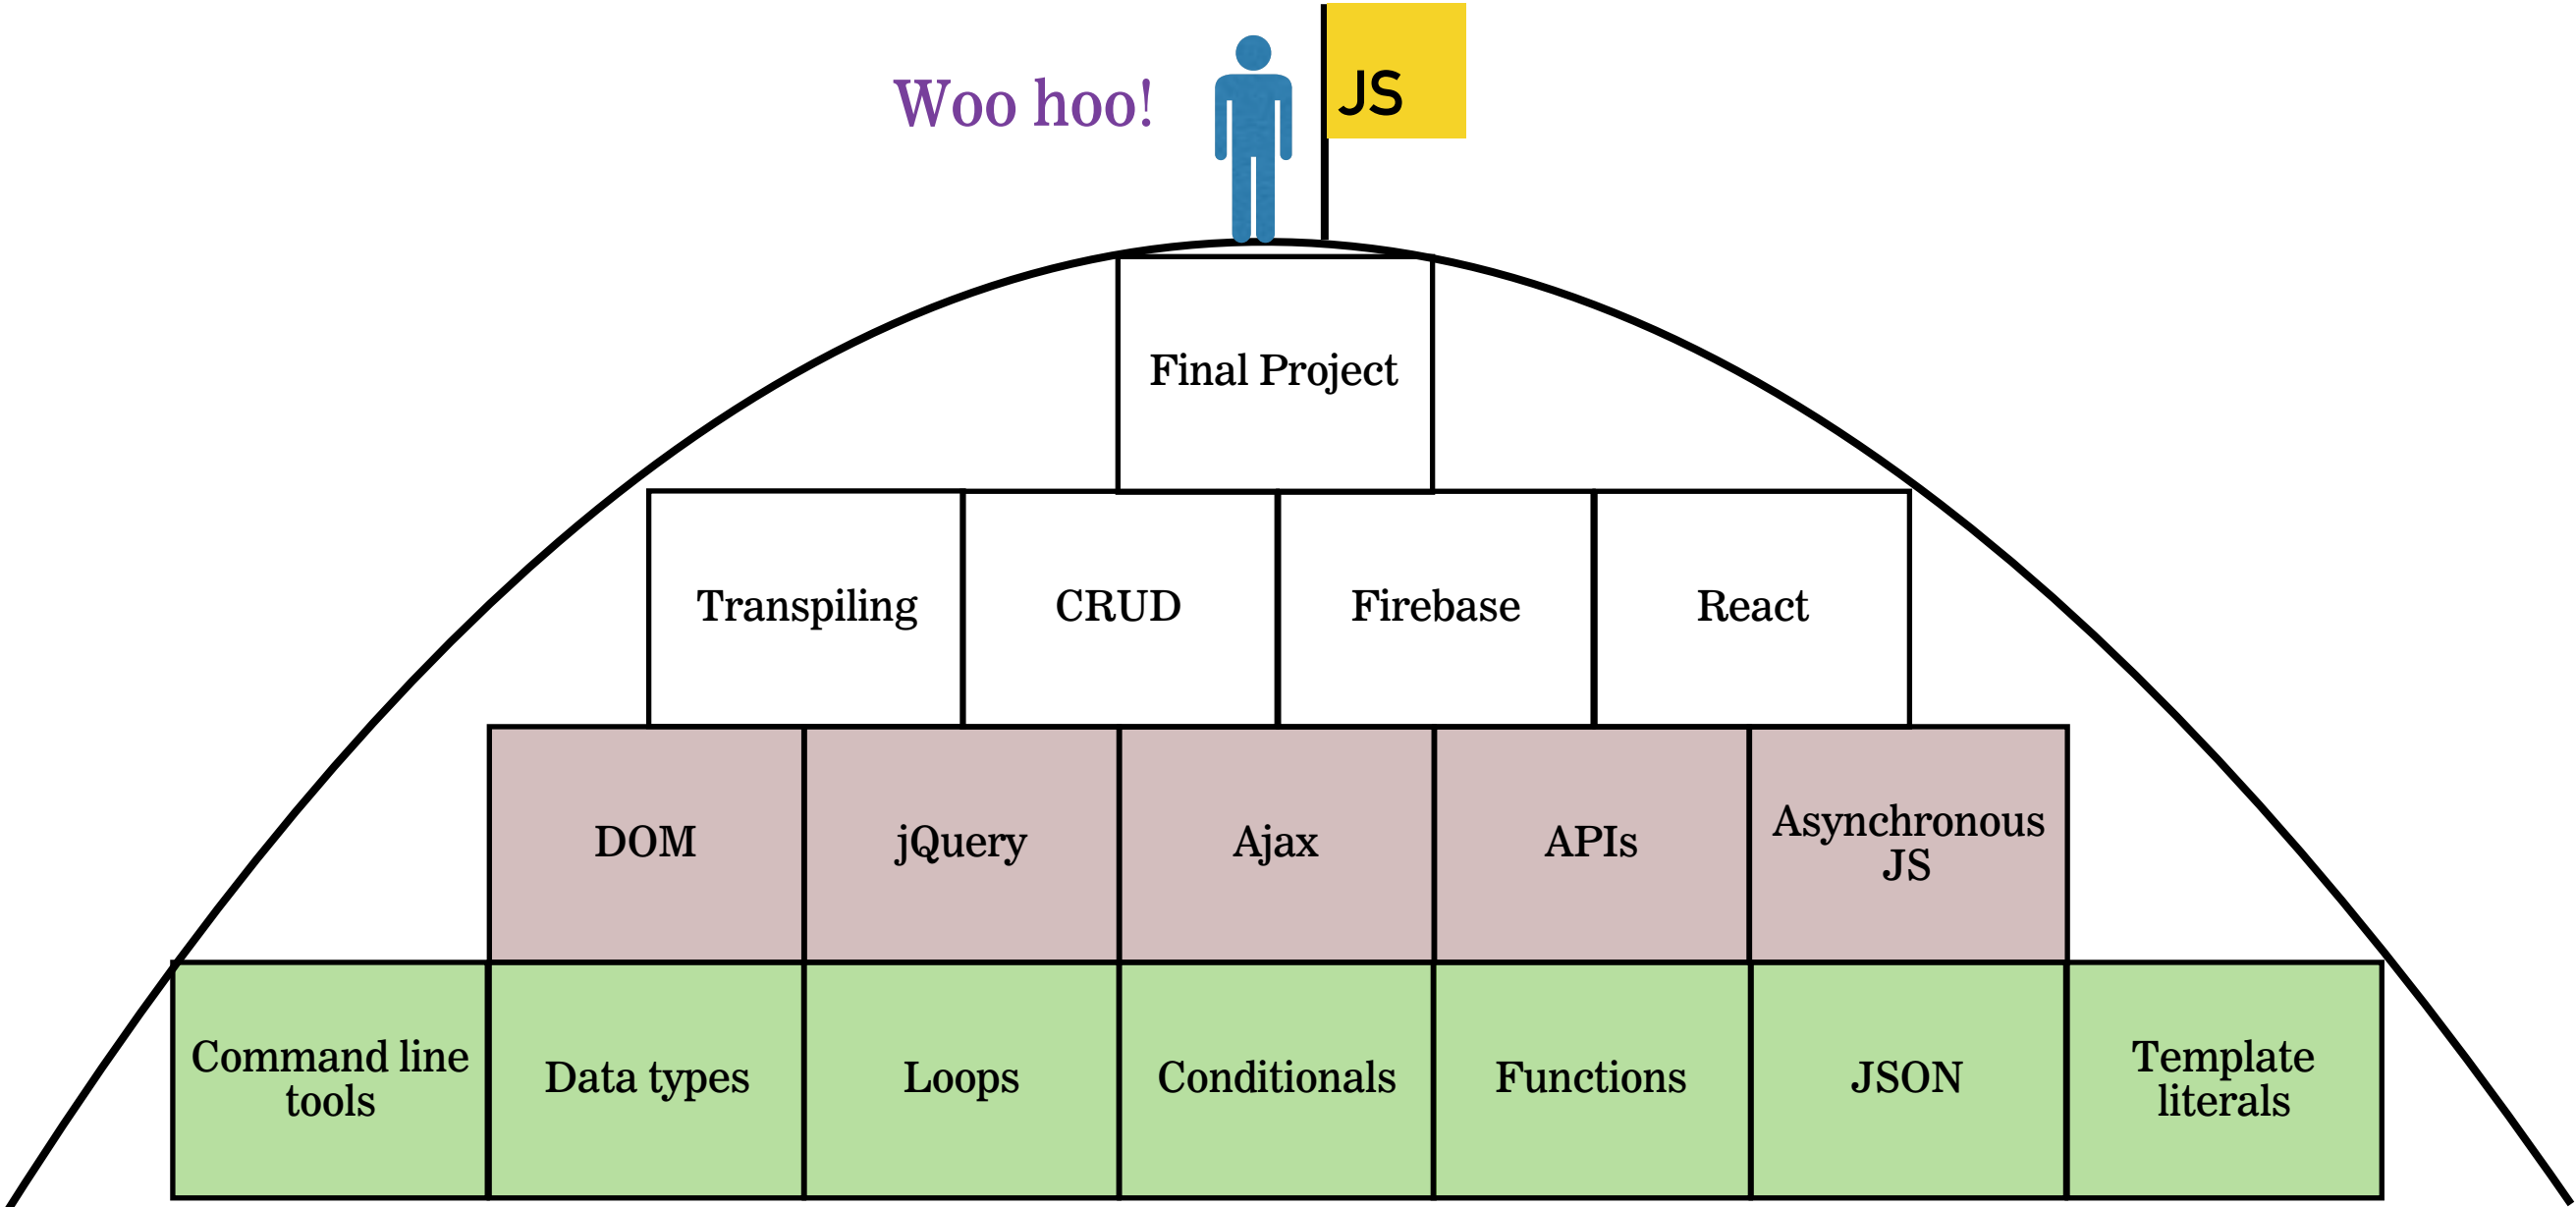 Woo hoo!
JS
Final Project
Transpiling
CRUD
Firebase
React
DOM
jQuery
Ajax
APIs
Asynchronous
JS
Command line
tools
Data types
Loops
Conditionals
Functions
JSON
Template
literals